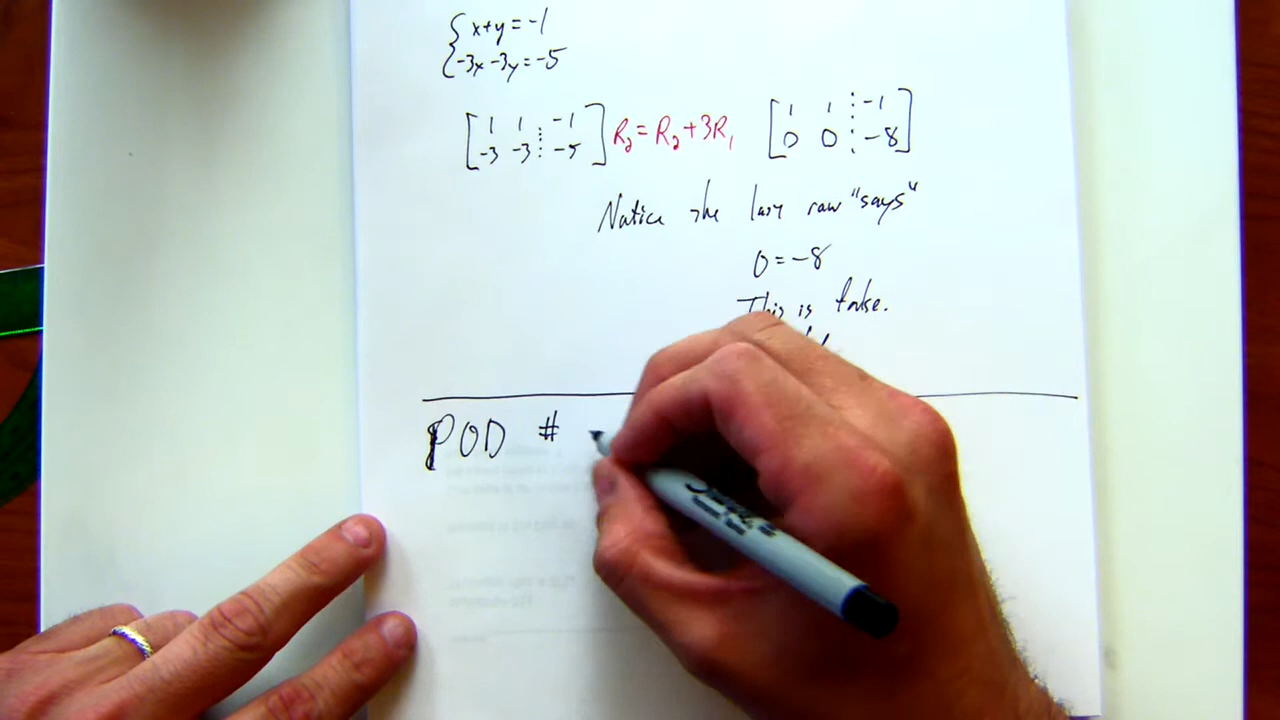 { x+y = -1
-3x -3y = -5
[ 1 1 ⋮ -1
-3 -3 ⋮ -5 ] R₂ = R₂ + 3R₁ [ 1 1 ⋮ -1
0 0 ⋮ -8 ]
Notice the last row "says"
0 = -8
This is false.
POD #